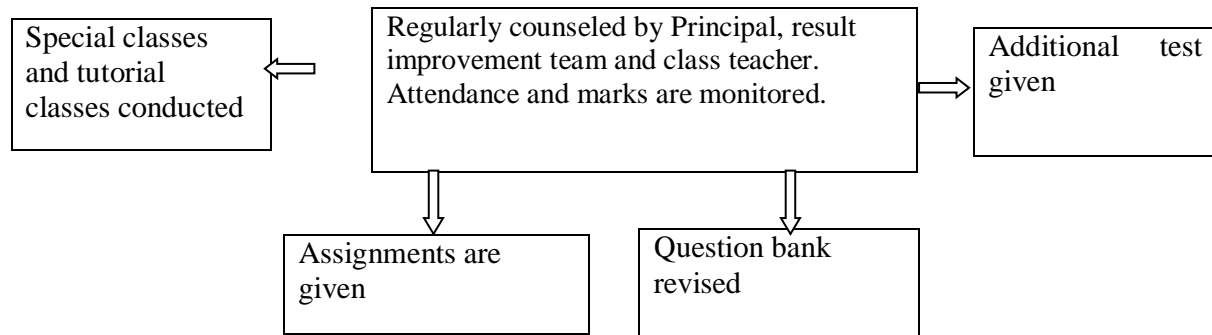 Special classes
and tutorial
classes conducted
Regularly counseled by Principal, result
improvement team and class teacher.
Attendance and marks are monitored.
Additional test
given
Assignments are
given
Question bank
revised